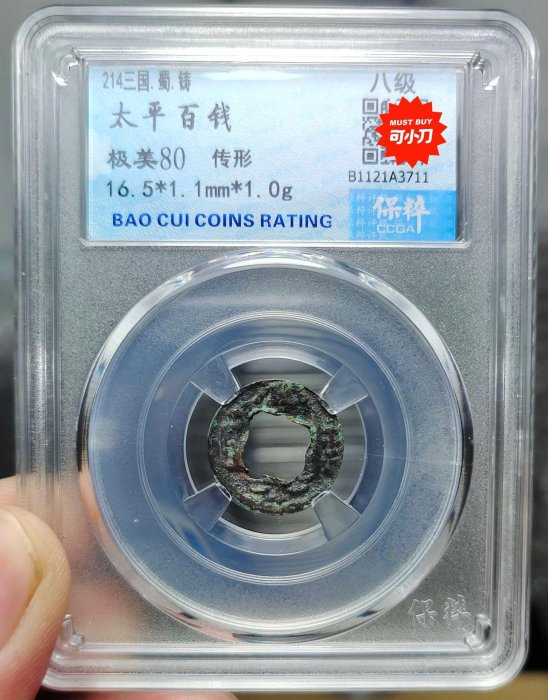 214三国.蜀.铸
八级
太平百钱
MUST BUY
可小刀
极美80 传形
B1121A3711
16.5*1.1mm*1.0g
保粹
CCGA
BAO CUI COINS RATING
保粹